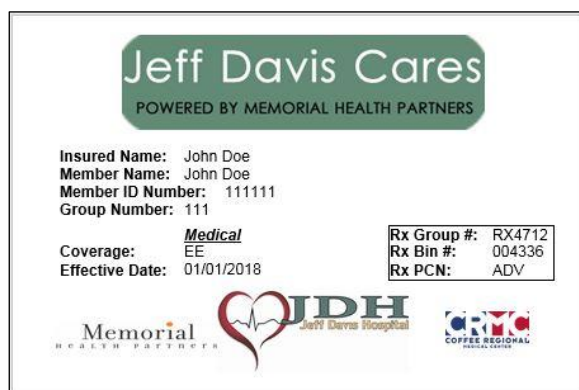 Jeff Davis Cares
POWERED BY MEMORIAL HEALTH PARTNERS
Insured Name: John Doe
Member Name: John Doe
Member ID Number: 111111
Group Number: 111
Medical
Coverage: EE
Effective Date: 01/01/2018
Rx Group #: RX4712
Rx Bin #: 004336
Rx PCN: ADV
Memorial
HEALTH PARTNERS
JDH
Jeff Davis Hospital
CRMC
COFFEE REGIONAL
MEDICAL CENTER